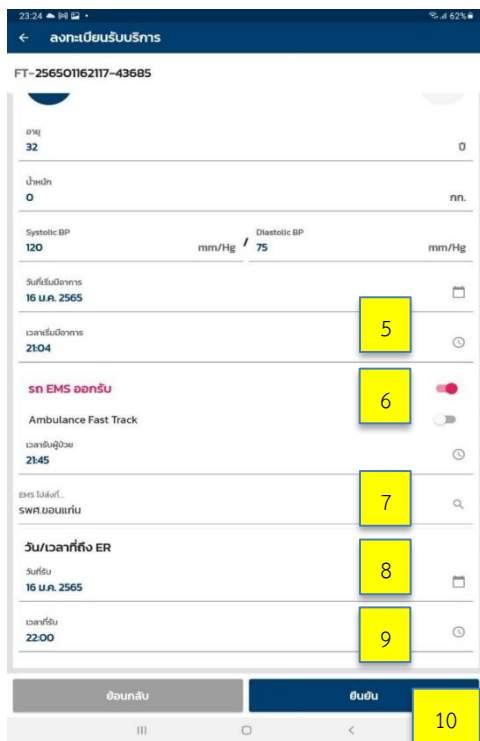 23:24 62%
ลงทะเบียนรับบริการ
FT-256501162117-43685
อายุ
32 ปี
น้ำหนัก
0 กก.
Systolic BP Diastolic BP
120 mm/Hg / 75 mm/Hg
วันที่เริ่มมีอาการ
16 ม.ค. 2565
5
เวลาเริ่มมีอาการ
21:04
รถ EMS ออกรับ 6
Ambulance Fast Track
เวลารับผู้ป่วย
21:45
EMS ไปส่งที่...
รพศ.ขอนแก่น 7
วัน/เวลาที่ถึง ER
วันที่รับ 8
16 ม.ค. 2565
เวลาที่รับ
22:00 9
ย้อนกลับ ยืนยัน
10